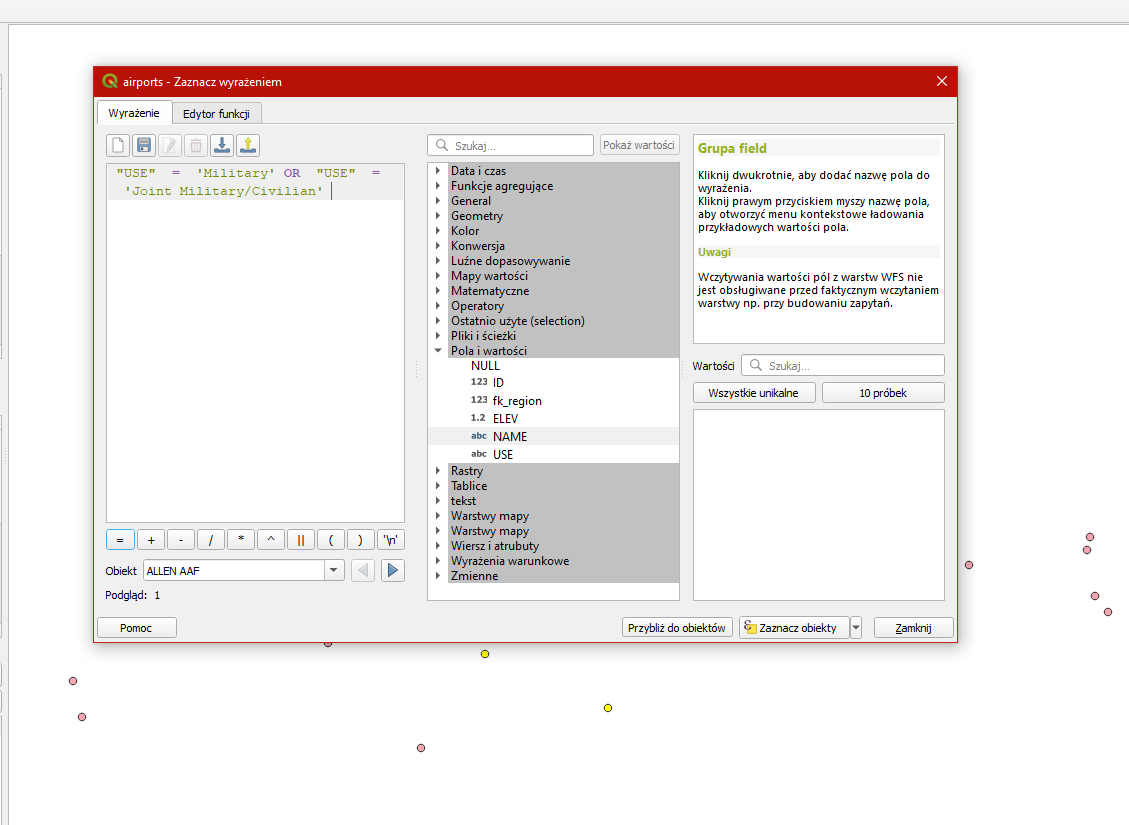 airports - Zaznacz wyrażeniem
Wyrażenie
Edytor funkcji
"USE" = 'Military' OR "USE" =
'Joint Military/Civilian'
= + - / * ^ || ( ) '\n'
Obiekt ALLEN AAF
Podgląd: 1
Pomoc
Szukaj...
Pokaż wartości
Data i czas
Funkcje agregujące
General
Geometry
Kolor
Konwersja
Luźne dopasowywanie
Mapy wartości
Matematyczne
Operatory
Ostatnio użyte (selection)
Pliki i ścieżki
Pola i wartości
NULL
123 ID
123 fk_region
1.2 ELEV
abc NAME
abc USE
Rastry
Tablice
tekst
Warstwy mapy
Warstwy mapy
Wiersz i atrubuty
Wyrażenia warunkowe
Zmienne
Grupa field
Kliknij dwukrotnie, aby dodać nazwę pola do
wyrażenia.
Kliknij prawym przyciskiem myszy nazwę pola,
aby otworzyć menu kontekstowe ładowania
przykładowych wartości pola.
Uwagi
Wczytywania wartości pól z warstw WFS nie
jest obsługiwane przed faktycznym wczytaniem
warstwy np. przy budowaniu zapytań.
Wartości Szukaj...
Wszystkie unikalne
10 próbek
Przybliż do obiektów
Zaznacz obiekty
Zamknij